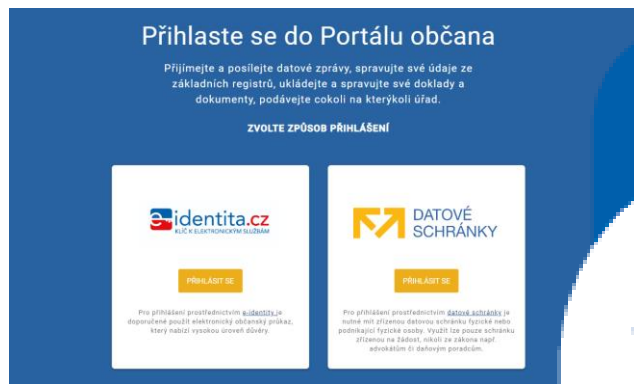 Přihlaste se do Portálu občana
Přijímejte a posílejte datové zprávy, spravujte své údaje ze
základních registrů, ukládejte a spravujte své doklady a
dokumenty, podávejte cokoli na kterýkoli úřad.
ZVOLTE ZPŮSOB PŘIHLÁŠENÍ
e-identita.cz
KLÍČ K ELEKTRONICKÝM SLUŽBÁM
PŘIHLÁSIT SE
Pro přihlášení prostřednictvím e-identity je
doporučené použít elektronický občanský průkaz,
který nabízí vysokou úroveň důvěry.
DATOVÉ
SCHRÁNKY
PŘIHLÁSIT SE
Pro přihlášení prostřednictvím datové schránky je
nutné mít zřízenou datovou schránku fyzické nebo
podnikající fyzické osoby. Využít lze pouze schránku
zřízenou na žádost, nikoli ze zákona např
advokátům či daňovým poradcům.